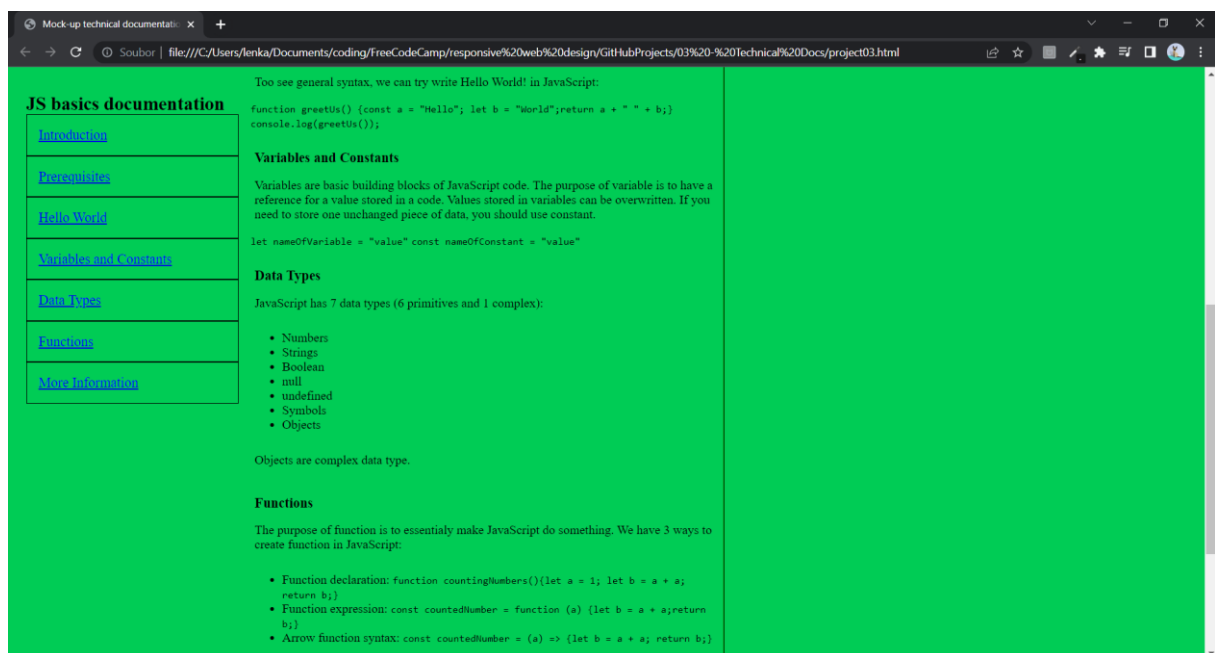 Mock-up technical documentatic
Soubor | file:///C:/Users/lenka/Documents/coding/FreeCodeCamp/responsive%20web%20design/GitHubProjects/03%20-%20Technical%20Docs/project03.html
JS basics documentation
Introduction
Prerequisites
Hello World
Variables and Constants
Data Types
Functions
More Information
Too see general syntax, we can try write Hello World! in JavaScript:
function greetUs() {const a = "Hello"; let b = "World";return a + " " + b;}
console.log(greetUs());
Variables and Constants
Variables are basic building blocks of JavaScript code. The purpose of variable is to have a
reference for a value stored in a code. Values stored in variables can be overwritten. If you
need to store one unchanged piece of data, you should use constant.
let nameOfVariable = "value" const nameOfConstant = "value"
Data Types
JavaScript has 7 data types (6 primitives and 1 complex):
• Numbers
• Strings
• Boolean
• null
• undefined
• Symbols
• Objects
Objects are complex data type.
Functions
The purpose of function is to essentialy make JavaScript do something. We have 3 ways to
create function in JavaScript:
• Function declaration: function countingNumbers(){let a = 1; let b = a + a;
return b;}
• Function expression: const countedNumber = function (a) {let b = a + a;return
b;}
• Arrow function syntax: const countedNumber = (a) => {let b = a + a; return b;}